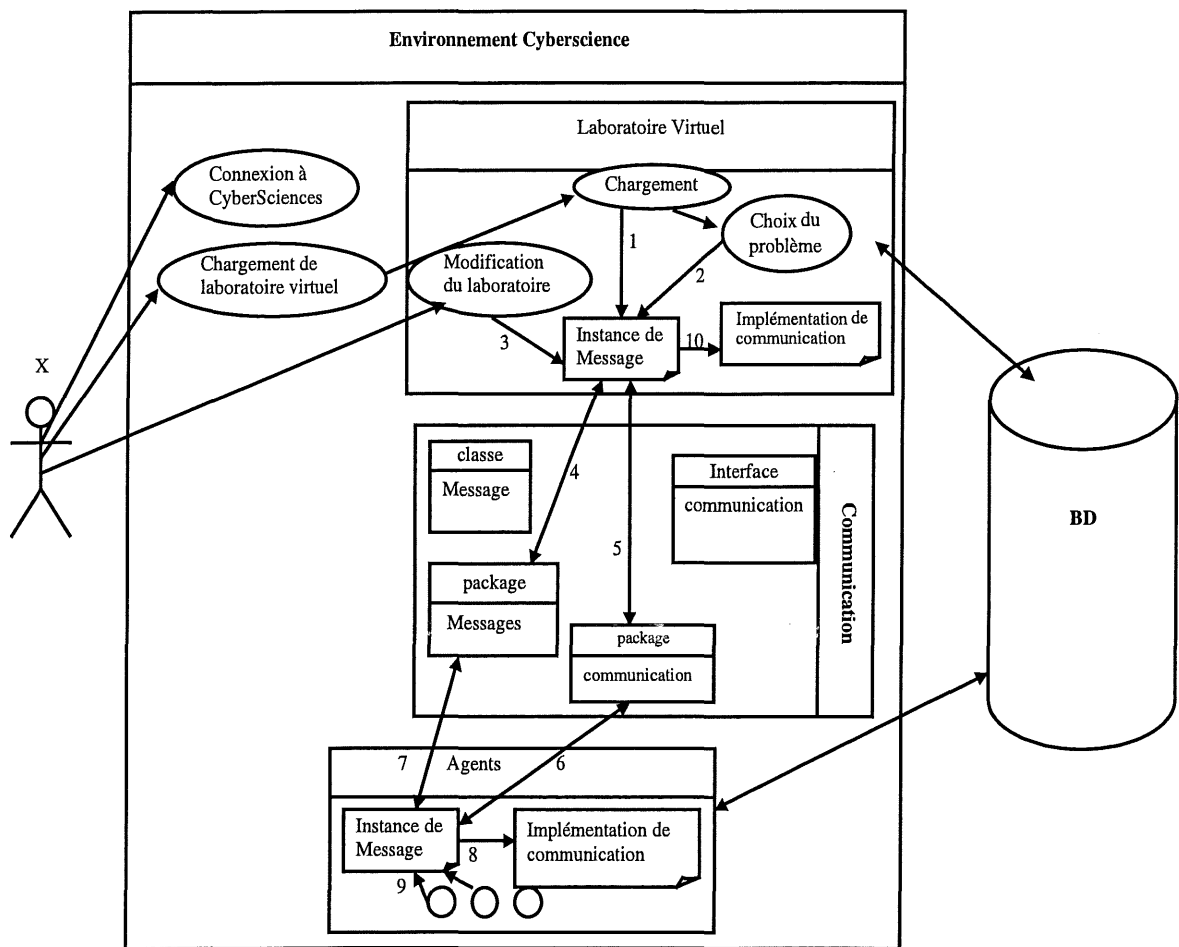 Environnement Cyberscience
Laboratoire Virtuel
Connexion à
CyberSciences
Chargement
Choix du
problème
1
2
Chargement de
laboratoire virtuel
Modification
du laboratoire
3
Instance de
Message
10
Implémentation de
communication
X
classe
Message
4
Interface
communication
Communication
BD
5
package
Messages
package
communication
7
Agents
6
Instance de
Message
8
Implémentation de
communication
9